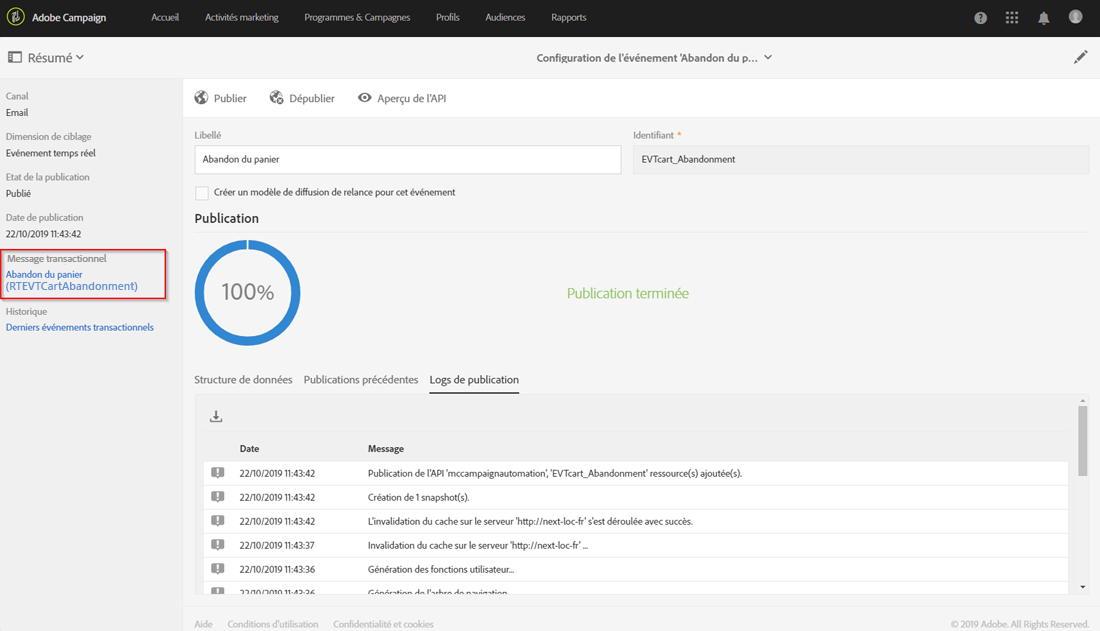 Adobe Campaign
Accueil
Activités marketing
Programmes & Campagnes
Profils
Audiences
Rapports
Résumé
Configuration de l'événement 'Abandon du p...
Canal
Email
Dimension de ciblage
Evénement temps réel
Etat de la publication
Publié
Date de publication
22/10/2019 11:43:42
Message transactionnel
Abandon du panier
(RTEVTCartAbandonment)
Historique
Derniers événements transactionnels
Publier
Dépublier
Aperçu de l'API
Libellé
Identifiant *
Abandon du panier
EVTcart_Abandonment
Créer un modèle de diffusion de relance pour cet événement
Publication
100%
Publication terminée
Structure de données
Publications précédentes
Logs de publication
Date
Message
22/10/2019 11:43:42
Publication de l'API 'mccampaignautomation', 'EVTcart_Abandonment' ressource(s) ajoutée(s).
22/10/2019 11:43:42
Création de 1 snapshot(s).
22/10/2019 11:43:42
L'invalidation du cache sur le serveur 'http://next-loc-fr' s'est déroulée avec succès.
22/10/2019 11:43:37
Invalidation du cache sur le serveur 'http://next-loc-fr' ...
22/10/2019 11:43:36
Génération des fonctions utilisateur...
22/10/2019 11:43:36
Génération de l'arbre de navigation
Aide
Conditions d'utilisation
Confidentialité et cookies
© 2019 Adobe. All Rights Reserved.